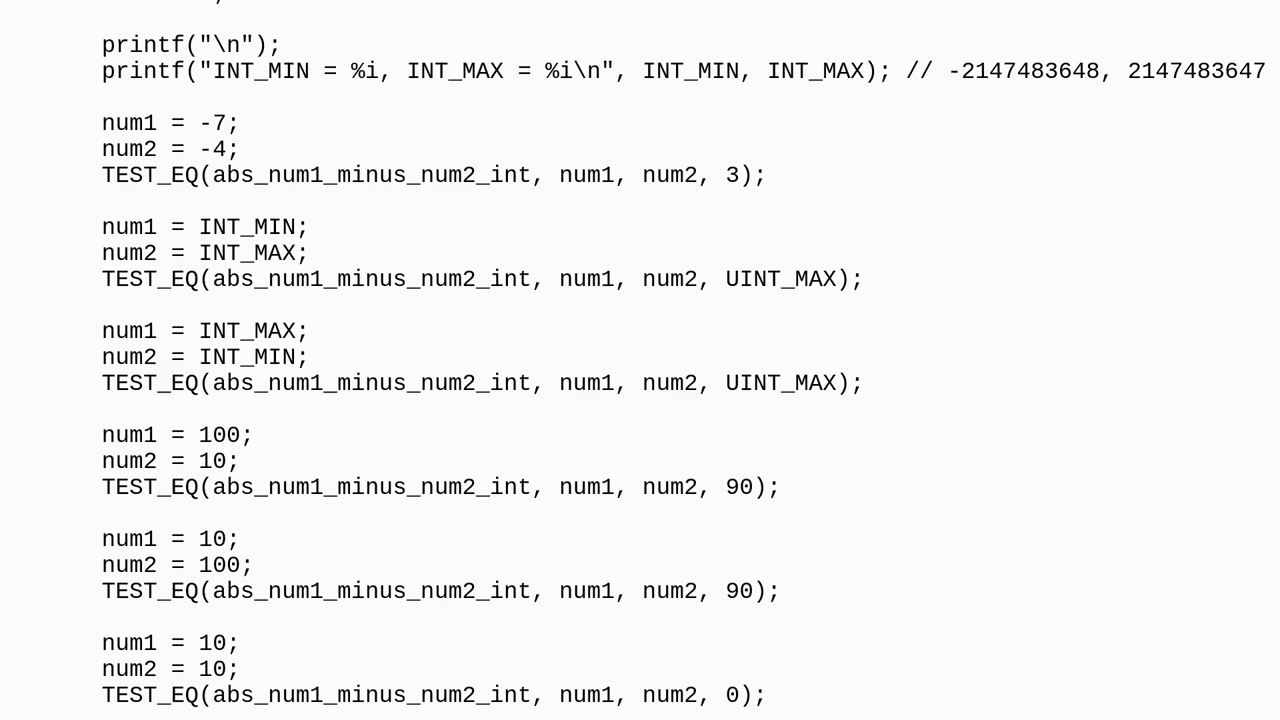 printf("\n");
printf("INT_MIN = %i, INT_MAX = %i\n", INT_MIN, INT_MAX); // -2147483648, 2147483647
num1 = -7;
num2 = -4;
TEST_EQ(abs_num1_minus_num2_int, num1, num2, 3);
num1 = INT_MIN;
num2 = INT_MAX;
TEST_EQ(abs_num1_minus_num2_int, num1, num2, UINT_MAX);
num1 = INT_MAX;
num2 = INT_MIN;
TEST_EQ(abs_num1_minus_num2_int, num1, num2, UINT_MAX);
num1 = 100;
num2 = 10;
TEST_EQ(abs_num1_minus_num2_int, num1, num2, 90);
num1 = 10;
num2 = 100;
TEST_EQ(abs_num1_minus_num2_int, num1, num2, 90);
num1 = 10;
num2 = 10;
TEST_EQ(abs_num1_minus_num2_int, num1, num2, 0);